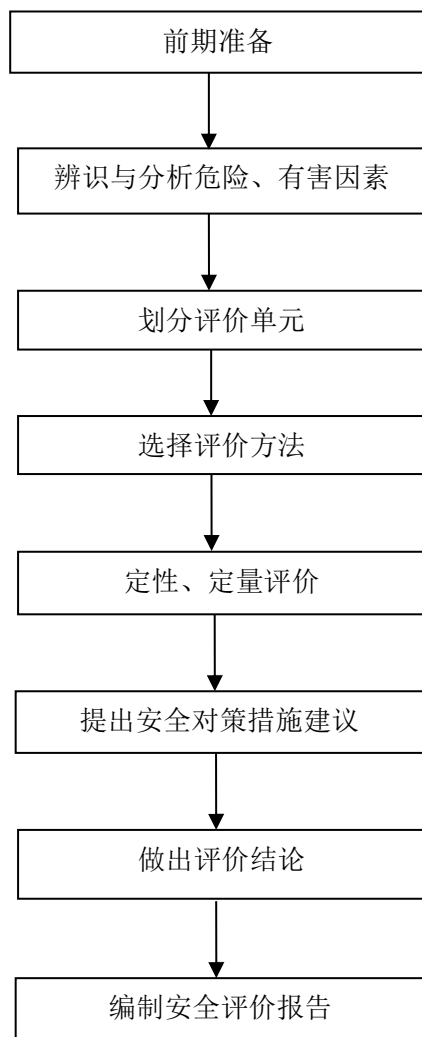 前期准备
辨识与分析危险、有害因素
划分评价单元
选择评价方法
定性、定量评价
提出安全对策措施建议
做出评价结论
编制安全评价报告